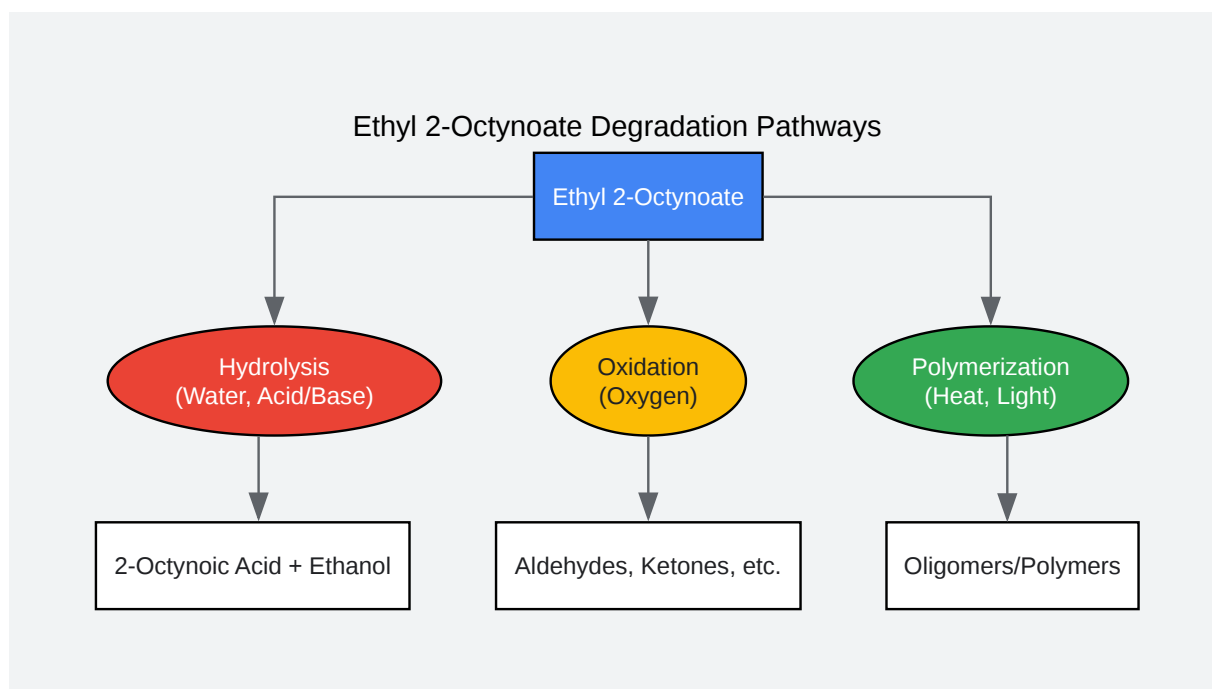 Ethyl 2-Octynoate Degradation Pathways
Ethyl 2-Octynoate
Hydrolysis
(Water, Acid/Base)
Oxidation
(Oxygen)
Polymerization
(Heat, Light)
2-Octynoic Acid + Ethanol
Aldehydes, Ketones, etc.
Oligomers/Polymers